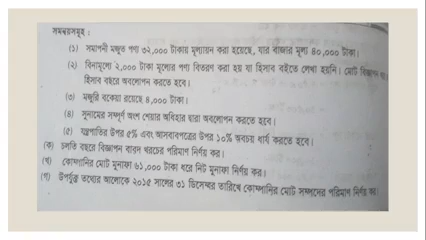 সমন্বয়সমূহ :
(১) সমাপনী মজুত পণ্য ৩২,০০০ টাকায় মূল্যায়ন করা হয়েছে, যার বাজার মূল্য ৪০,০০০ টাকা।
(২) বিনামূল্যে ২,০০০ টাকা মূল্যের পণ্য বিতরণ করা হয় যা হিসাব বইতে লেখা হয়নি। মোট বিজ্ঞাপন
হিসাব বছরে অবলোপন করতে হবে।
(৩) মজুরি বকেয়া রয়েছে ৪,০০০ টাকা।
(৪) সুনামের সম্পূর্ণ অংশ শেয়ার অধিহার দ্বারা অবলোপন করতে হবে।
(৫) যন্ত্রপাতির উপর ৫% এবং আসবাবপত্রের উপর ১০% অবচয় ধার্য করতে হবে।
(ক) চলতি বছরে বিজ্ঞাপন বাবদ খরচের পরিমাণ নির্ণয় কর।
(খ) কোম্পানির মোট মুনাফা ৬১,০০০ টাকা ধরে নিট মুনাফা নির্ণয় কর।
(গ) উপর্যুক্ত তথ্যের আলোকে ২০১৫ সালের ৩১ ডিসেম্বর তারিখে কোম্পানির মোট সম্পদের পরিমাণ নির্ণয় কর।